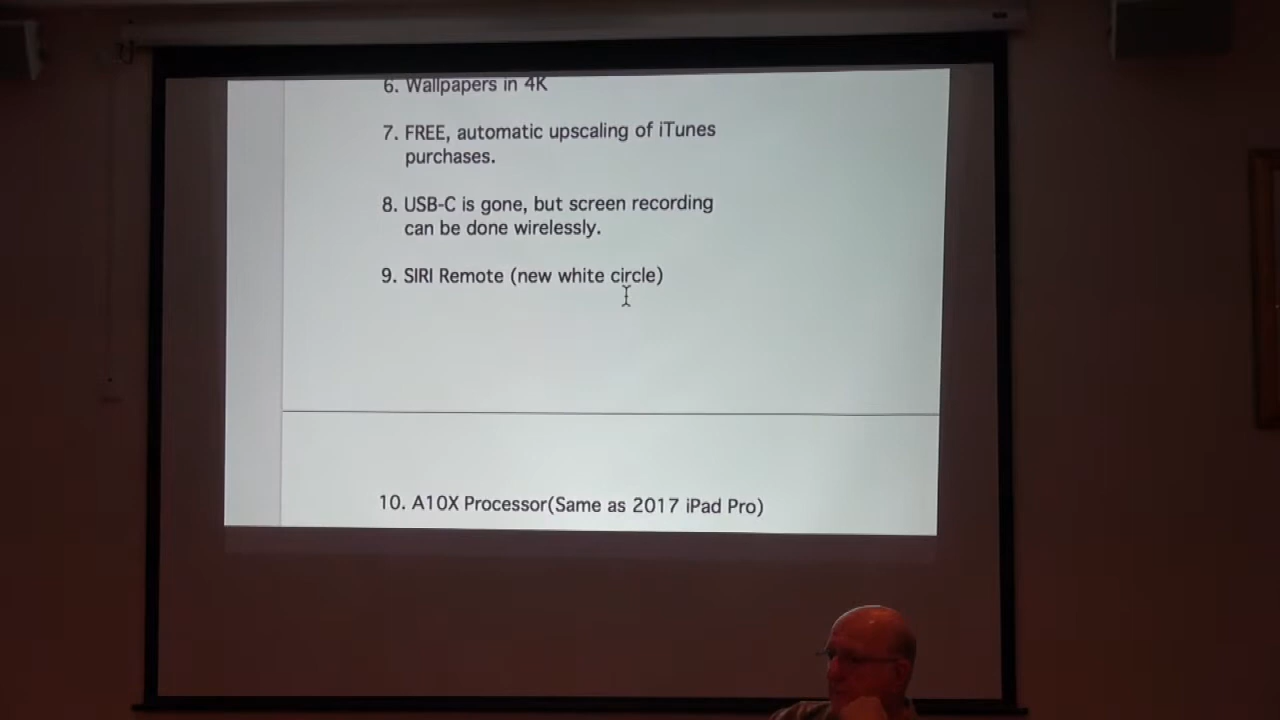 6. Wallpapers in 4K
7. FREE, automatic upscaling of iTunes
purchases.
8. USB-C is gone, but screen recording
can be done wirelessly.
9. SIRI Remote (new white circle)
10. A10X Processor(Same as 2017 iPad Pro)